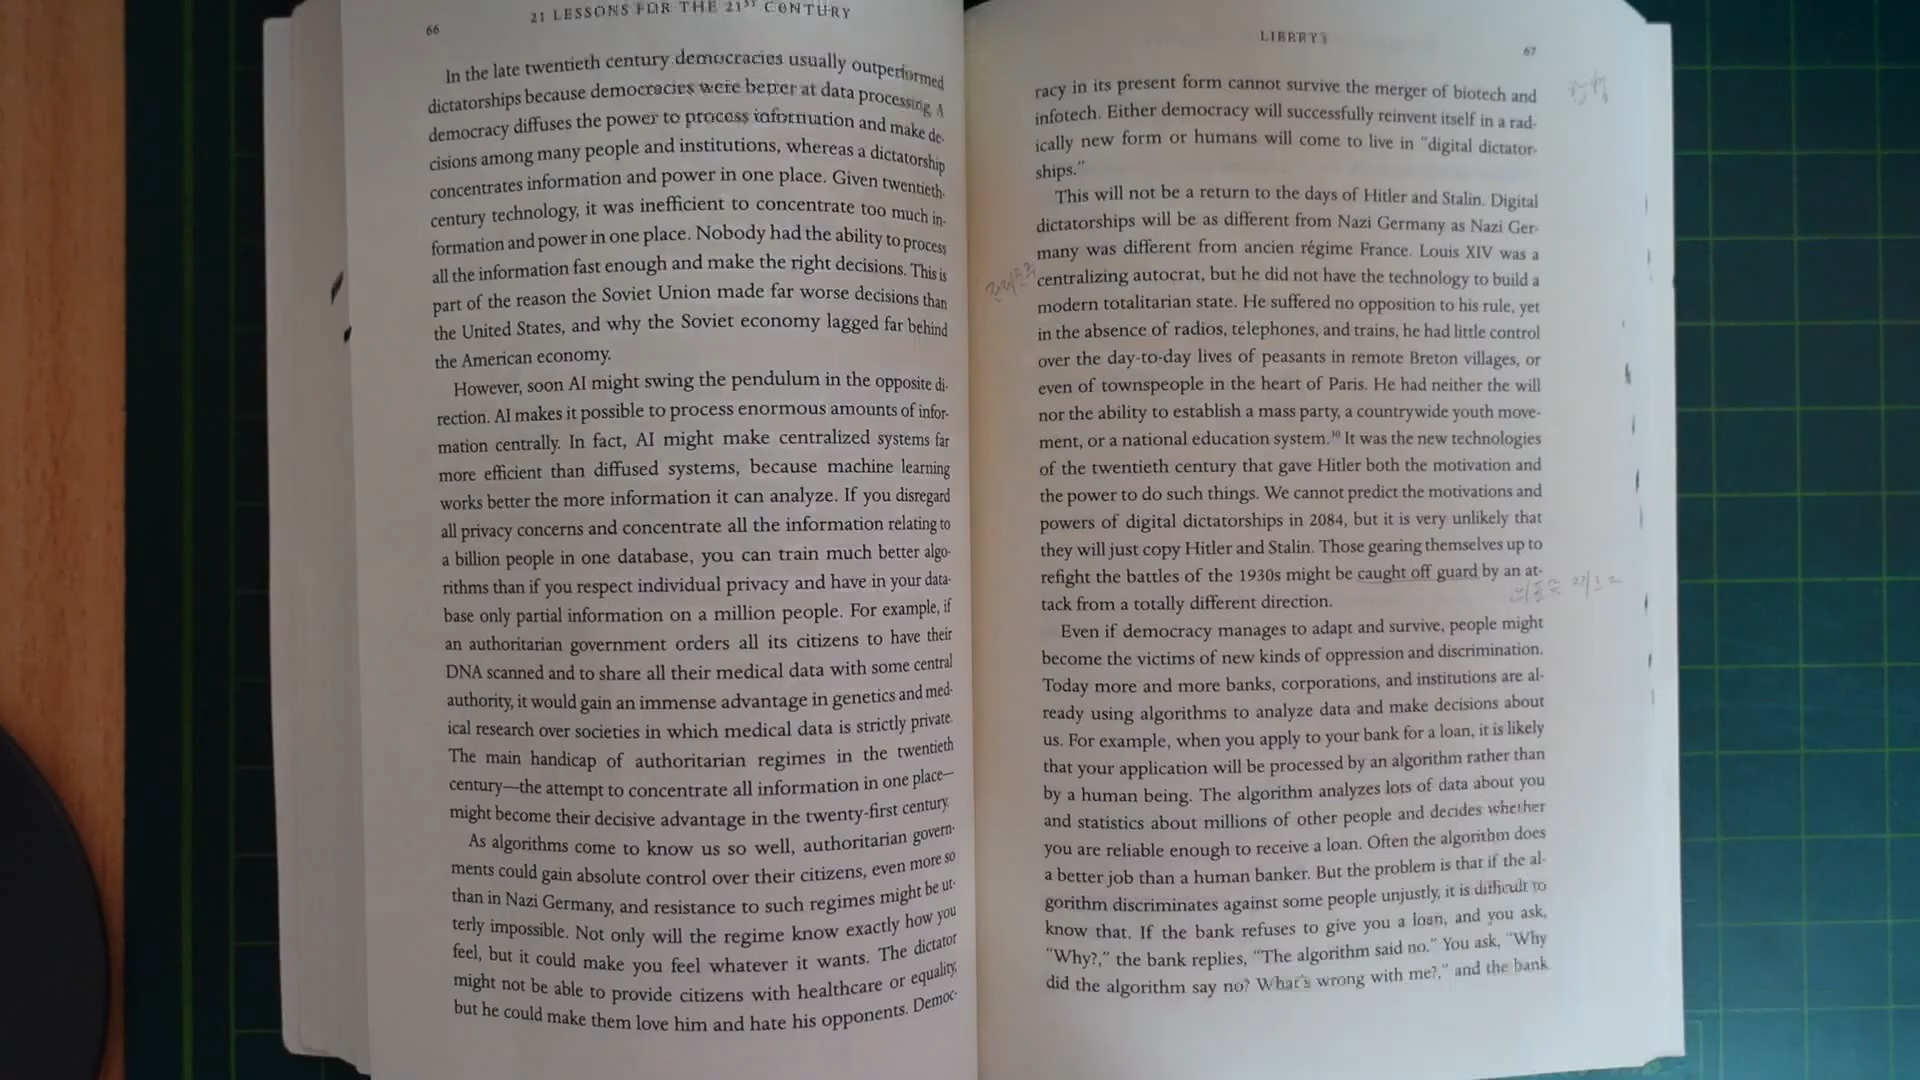 66
21 LESSONS FOR THE 21ST CENTURY
In the late twentieth century democracies usually outperformed
dictatorships because democracies were better at data processing. A
democracy diffuses the power to process information and make de-
cisions among many people and institutions, whereas a dictatorship
concentrates information and power in one place. Given twentieth-
century technology, it was inefficient to concentrate too much in-
formation and power in one place. Nobody had the ability to process
all the information fast enough and make the right decisions. This is
part of the reason the Soviet Union made far worse decisions than
the United States, and why the Soviet economy lagged far behind
the American economy.
However, soon AI might swing the pendulum in the opposite di-
rection. AI makes it possible to process enormous amounts of infor-
mation centrally. In fact, AI might make centralized systems far
more efficient than diffused systems, because machine learning
works better the more information it can analyze. If you disregard
all privacy concerns and concentrate all the information relating to
a billion people in one database, you can train much better algo-
rithms than if you respect individual privacy and have in your data-
base only partial information on a million people. For example, if
an authoritarian government orders all its citizens to have their
DNA scanned and to share all their medical data with some central
authority, it would gain an immense advantage in genetics and med-
ical research over societies in which medical data is strictly private.
The main handicap of authoritarian regimes in the twentieth
century—the attempt to concentrate all information in one place—
might become their decisive advantage in the twenty-first century.
As algorithms come to know us so well, authoritarian govern-
ments could gain absolute control over their citizens, even more so
than in Nazi Germany, and resistance to such regimes might be ut-
terly impossible. Not only will the regime know exactly how you
feel, but it could make you feel whatever it wants. The dictator
might not be able to provide citizens with healthcare or equality,
but he could make them love him and hate his opponents. Democ-
LIBERTY
67
racy in its present form cannot survive the merger of biotech and
infotech. Either democracy will successfully reinvent itself in a rad-
ically new form or humans will come to live in “digital dictator-
ships.”
This will not be a return to the days of Hitler and Stalin. Digital
dictatorships will be as different from Nazi Germany as Nazi Ger-
many was different from ancien régime France. Louis XIV was a
centralizing autocrat, but he did not have the technology to build a
modern totalitarian state. He suffered no opposition to his rule, yet
in the absence of radios, telephones, and trains, he had little control
over the day-to-day lives of peasants in remote Breton villages, or
even of townspeople in the heart of Paris. He had neither the will
nor the ability to establish a mass party, a countrywide youth move-
ment, or a national education system.10 It was the new technologies
of the twentieth century that gave Hitler both the motivation and
the power to do such things. We cannot predict the motivations and
powers of digital dictatorships in 2084, but it is very unlikely that
they will just copy Hitler and Stalin. Those gearing themselves up to
refight the battles of the 1930s might be caught off guard by an at-
tack from a totally different direction.
Even if democracy manages to adapt and survive, people might
become the victims of new kinds of oppression and discrimination.
Today more and more banks, corporations, and institutions are al-
ready using algorithms to analyze data and make decisions about
us. For example, when you apply to your bank for a loan, it is likely
that your application will be processed by an algorithm rather than
by a human being. The algorithm analyzes lots of data about you
and statistics about millions of other people and decides whether
you are reliable enough to receive a loan. Often the algorithm does
a better job than a human banker. But the problem is that if the al-
gorithm discriminates against some people unjustly, it is difficult to
know that. If the bank refuses to give you a loan, and you ask,
“Why?,” the bank replies, “The algorithm said no.” You ask, “Why
did the algorithm say no? What's wrong with me?,” and the bank